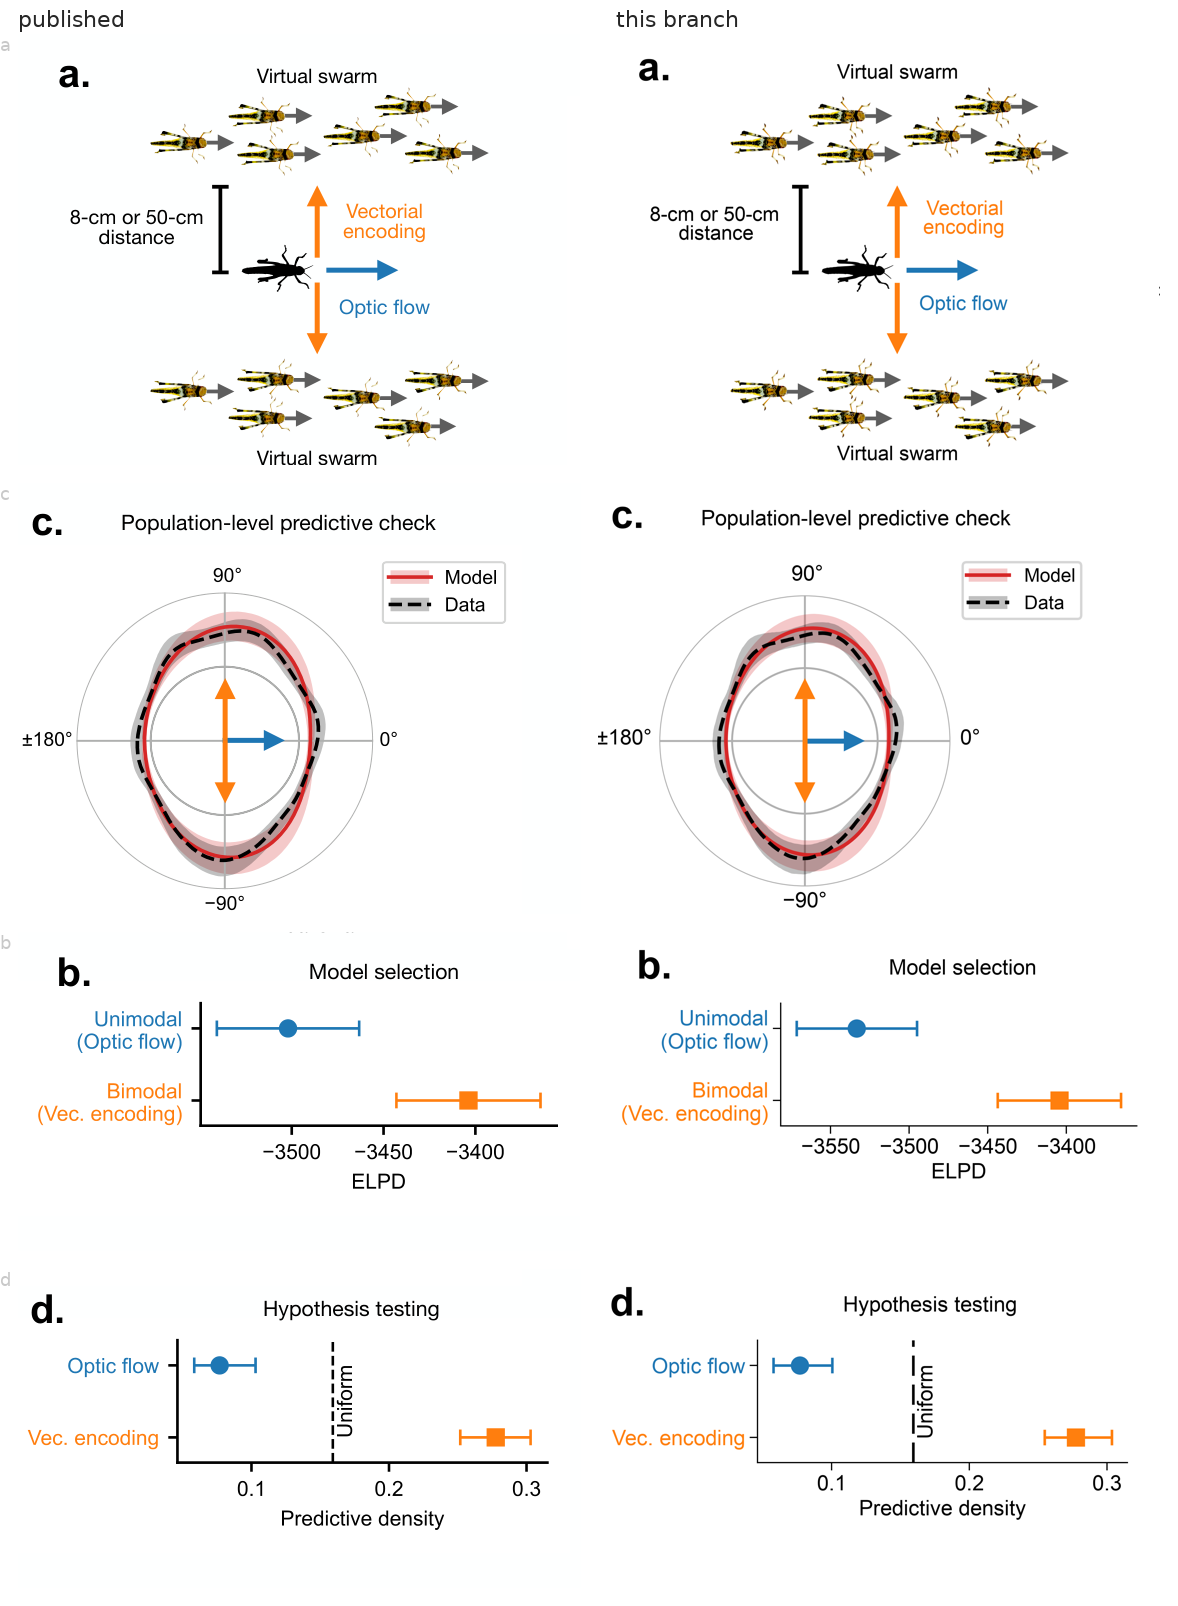 published
this branch
a
a.
Virtual swarm
8-cm or 50-cm
distance
Vectorial
encoding
Optic flow
Virtual swarm
a.
Virtual swarm
8-cm or 50-cm
distance
Vectorial
encoding
Optic flow
Virtual swarm
c
c.
Population-level predictive check
Model
Data
90°
±180°
0°
−90°
c.
Population-level predictive check
Model
Data
90°
±180°
0°
−90°
b
b.
Model selection
Unimodal
(Optic flow)
Bimodal
(Vec. encoding)
−3500 −3450 −3400
ELPD
b.
Model selection
Unimodal
(Optic flow)
Bimodal
(Vec. encoding)
−3550 −3500 −3450 −3400
ELPD
d
d.
Hypothesis testing
Optic flow
Vec. encoding
Uniform
0.1 0.2 0.3
Predictive density
d.
Hypothesis testing
Optic flow
Vec. encoding
Uniform
0.1 0.2 0.3
Predictive density